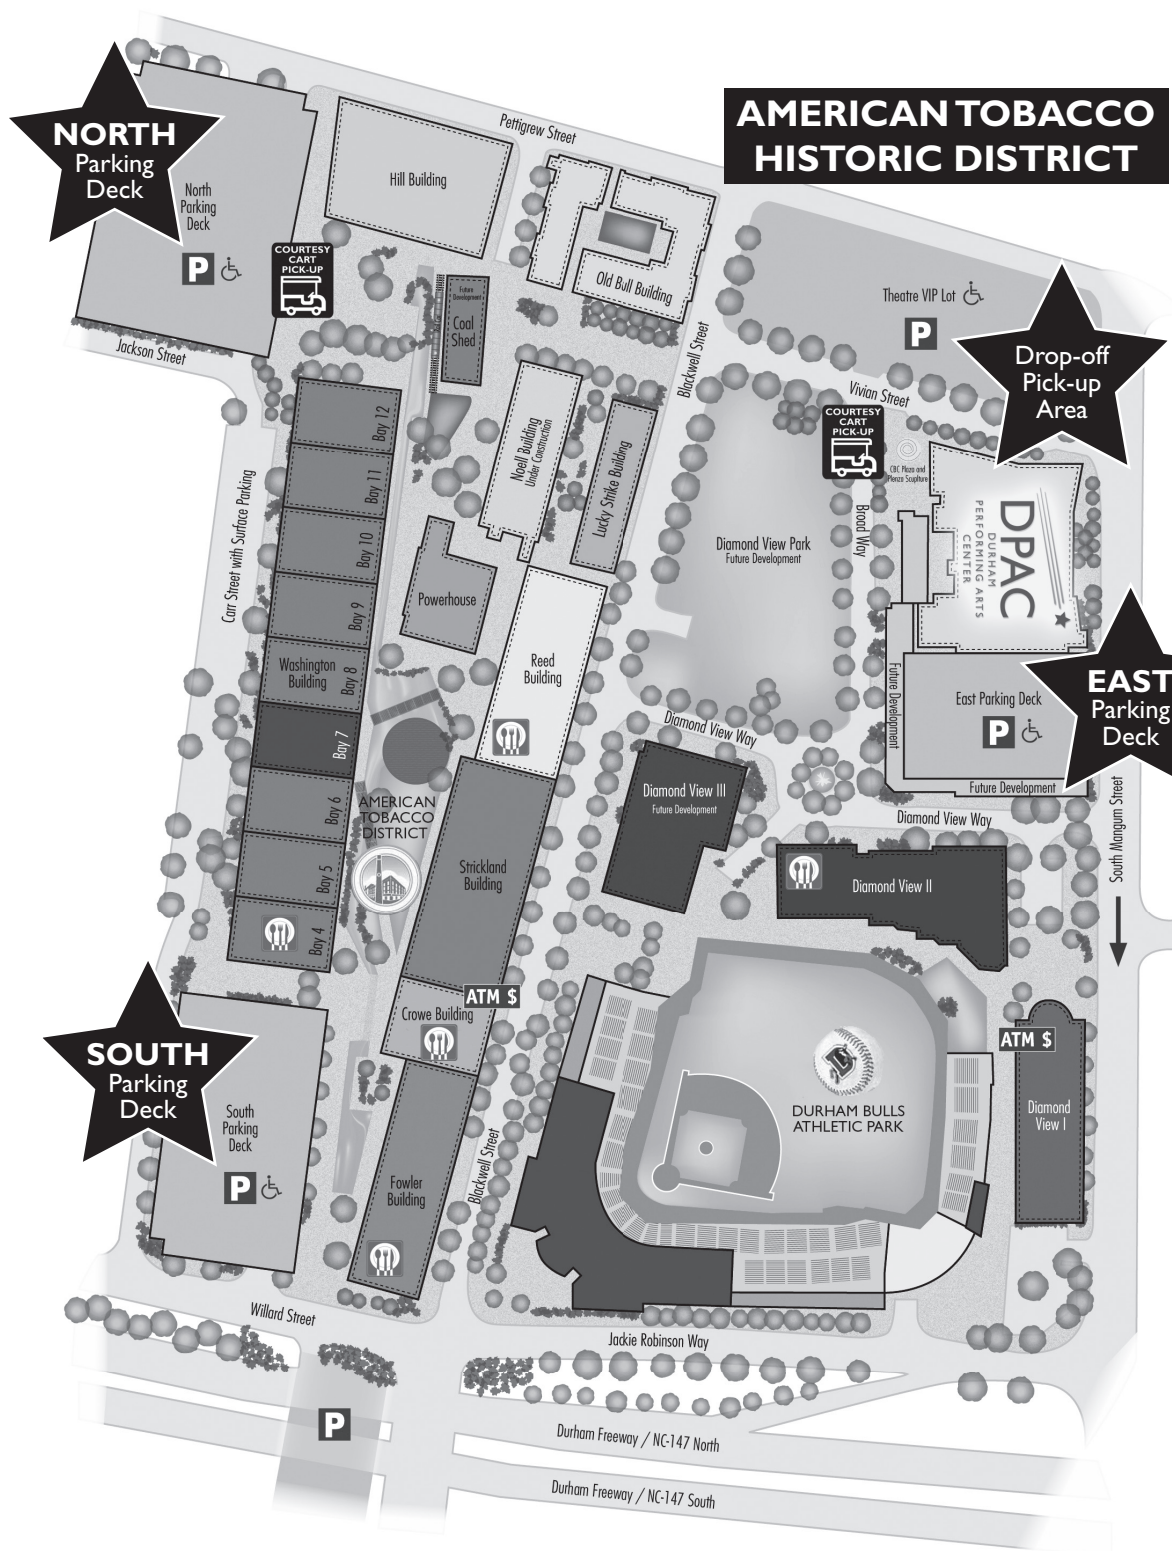 AMERICAN TOBACCO
HISTORIC DISTRICT
NORTH
Parking
Deck
North
Parking
Deck
P
COURTESY
CART
PICK-UP
Jackson Street
Hill Building
Pettigrew Street
Old Bull Building
Future
Development
Coal
Shed
Blackwell Street
Theatre VIP Lot
P
Drop-off
Pick-up
Area
Vivian Street
COURTESY
CART
PICK-UP
CBC Plaza and
Plenza Scuplture
Noell Building
Under Construction
Lucky Strike Building
Carr Street with Surface Parking
Bay 12
Bay 11
Bay 10
Bay 9
Washington
Building
Bay 8
Bay 7
Bay 6
Bay 5
Bay 4
Powerhouse
Reed
Building
Diamond View Park
Future Development
Broad Way
DPAC
DURHAM
PERFORMING ARTS
CENTER
EAST
Parking
Deck
East Parking Deck
P
Future Development
Future Development
Diamond View Way
Diamond View Way
South Mangum Street
Diamond View III
Future Development
Diamond View II
AMERICAN
TOBACCO
DISTRICT
Strickland
Building
Crowe Building
ATM $
SOUTH
Parking
Deck
South
Parking
Deck
P
Fowler
Building
Blackwell Street
DURHAM BULLS
ATHLETIC PARK
ATM $
Diamond
View I
Willard Street
Jackie Robinson Way
P
Durham Freeway / NC-147 North
Durham Freeway / NC-147 South